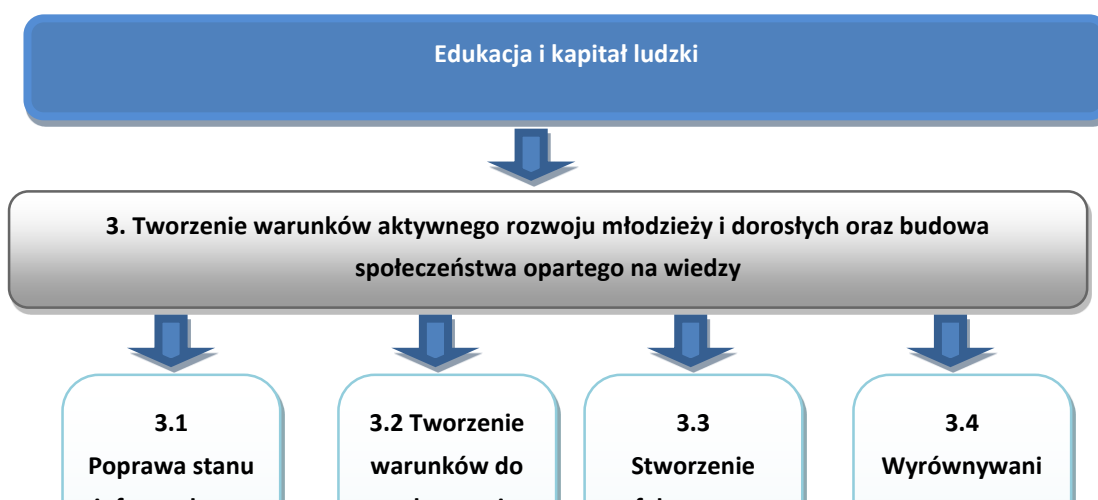 Edukacja i kapitał ludzki
3. Tworzenie warunków aktywnego rozwoju młodzieży i dorosłych oraz budowa
społeczeństwa opartego na wiedzy
3.1
Poprawa stanu
3.2 Tworzenie
warunków do
3.3
Stworzenie
3.4
Wyrównywani